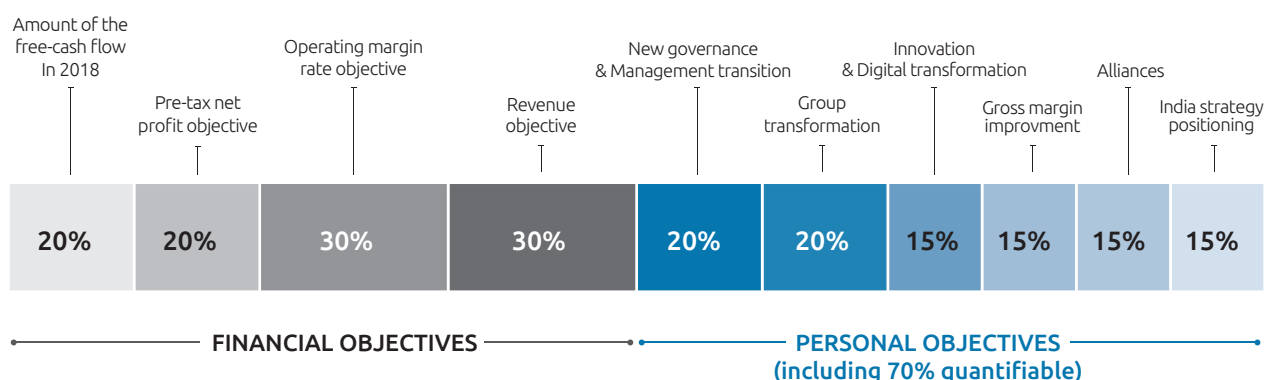 Amount of the
free-cash flow
In 2018
Pre-tax net
profit objective
Operating margin
rate objective
Revenue
objective
New governance
& Management transition
Group
transformation
Innovation
& Digital transformation
Gross margin
improvment
Alliances
India strategy
positioning
20%
20%
30%
30%
20%
20%
15%
15%
15%
15%
FINANCIAL OBJECTIVES
PERSONAL OBJECTIVES
(including 70% quantifiable)